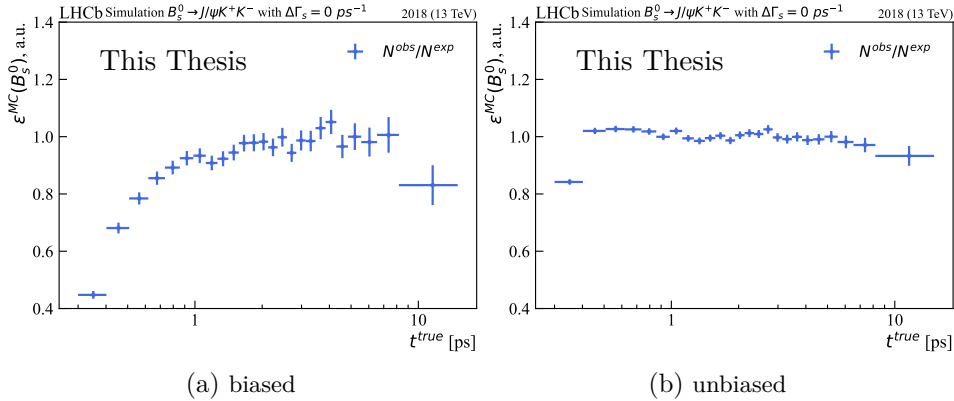 LHCb Simulation B_s^0 → J/ψK⁺K⁻ with ΔΓ_s = 0 ps⁻¹ 2018 (13 TeV)
This Thesis
N^obs/N^exp
ε^MC(B_s^0), a.u.
1.4
1.2
1.0
0.8
0.6
0.4
1 10
t^true [ps]
(a) biased
LHCb Simulation B_s^0 → J/ψK⁺K⁻ with ΔΓ_s = 0 ps⁻¹ 2018 (13 TeV)
This Thesis
N^obs/N^exp
ε^MC(B_s^0), a.u.
1.4
1.2
1.0
0.8
0.6
0.4
1 10
t^true [ps]
(b) unbiased